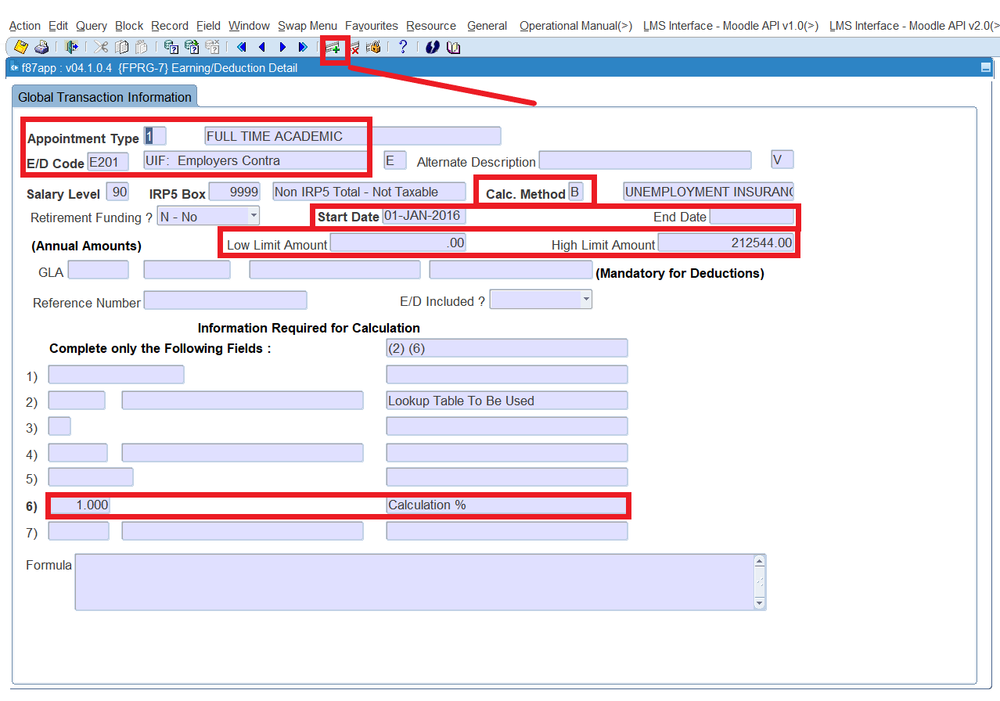 Action Edit Query Block Record Field Window Swap Menu Favourites Resource General Operational Manual(>) LMS Interface - Moodle API v1.0(>) LMS Interface - Moodle API v2.0(>
f87app : v04.1.0.4 {FPRG-7} Earning/Deduction Detail
Global Transaction Information
Appointment Type 1 FULL TIME ACADEMIC
E/D Code E201 UIF: Employers Contra E Alternate Description V
Salary Level 90 IRP5 Box 9999 Non IRP5 Total - Not Taxable Calc. Method B UNEMPLOYMENT INSURANC
Retirement Funding ? N - No Start Date 01-JAN-2016 End Date
(Annual Amounts) Low Limit Amount .00 High Limit Amount 212544.00
GLA (Mandatory for Deductions)
Reference Number E/D Included ?
Information Required for Calculation
Complete only the Following Fields : (2) (6)
1)
2) Lookup Table To Be Used
3)
4)
5)
6) 1.000 Calculation %
7)
Formula